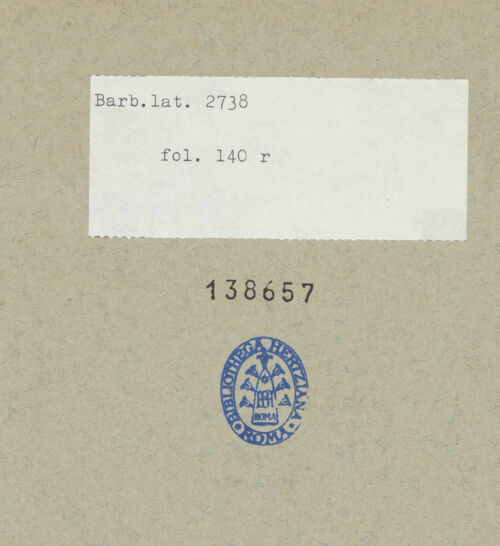 Barb.lat. 2738
fol. 140 r
138657
BIBLIOTHECA HERTZIANA
ROMA
ROMA